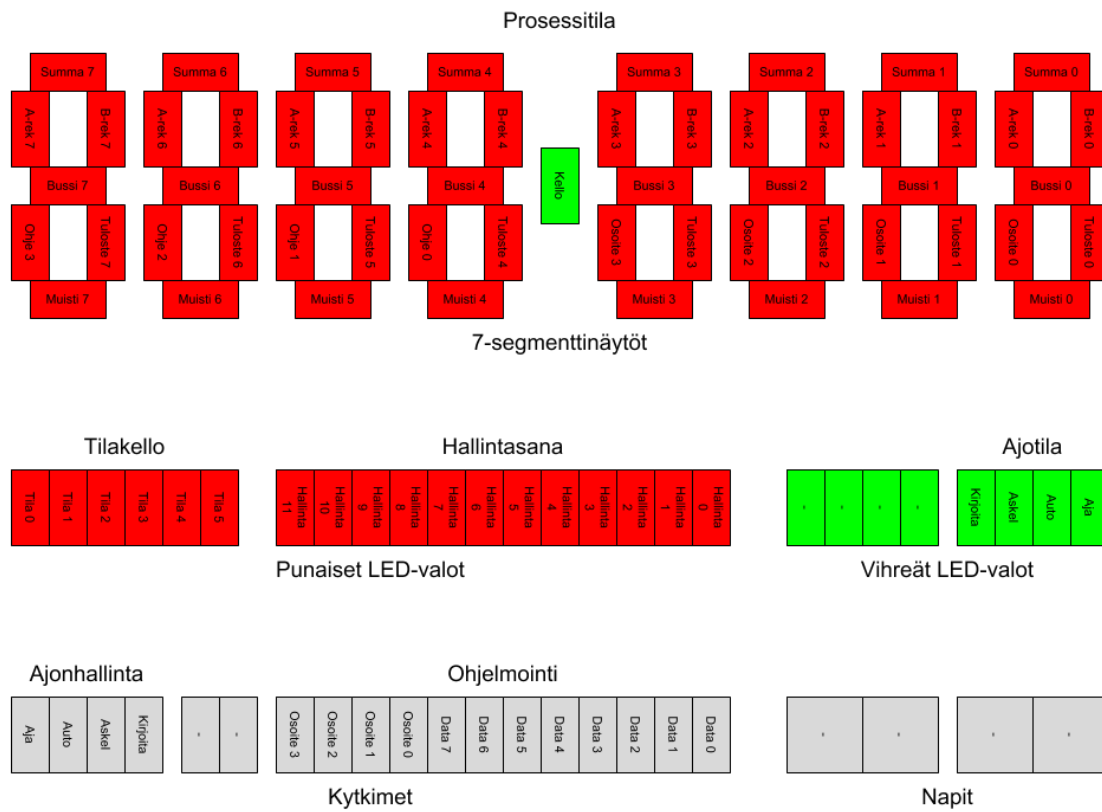 Prosessitila
Summa 7 Summa 6 Summa 5 Summa 4 Summa 3 Summa 2 Summa 1 Summa 0
A-rek 7 B-rek 7 A-rek 6 B-rek 6 A-rek 5 B-rek 5 A-rek 4 B-rek 4 B-rek 3 A-rek 3 A-rek 2 B-rek 2 A-rek 1 B-rek 1 A-rek 0 B-rek 0
Kello
Bussi 7 Bussi 6 Bussi 5 Bussi 4 Bussi 3 Bussi 2 Bussi 1 Bussi 0
Ohje 3 Tuloste 7 Ohje 2 Tuloste 6 Ohje 1 Tuloste 5 Ohje 0 Tuloste 4 Osoite 3 Tuloste 3 Osoite 2 Tuloste 2 Osoite 1 Tuloste 1 Osoite 0 Tuloste 0
Muisti 7 Muisti 6 Muisti 5 Muisti 4 Muisti 3 Muisti 2 Muisti 1 Muisti 0
7-segmenttinäytöt
Tilakello Hallintasana Ajotila
Tila 0 Tila 1 Tila 2 Tila 3 Tila 4 Tila 5 Hallinta 11 Hallinta 10 Hallinta 9 Hallinta 8 Hallinta 7 Hallinta 6 Hallinta 5 Hallinta 4 Hallinta 3 Hallinta 2 Hallinta 1 Hallinta 0 - - - - Kirjoita Askel Auto Aja
Punaiset LED-valot Vihreät LED-valot
Ajonhallinta Ohjelmointi
Aja Auto Askel Kirjoita - - Osoite 3 Osoite 2 Osoite 1 Osoite 0 Data 7 Data 6 Data 5 Data 4 Data 3 Data 2 Data 1 Data 0 - - - -
Kytkimet Napit